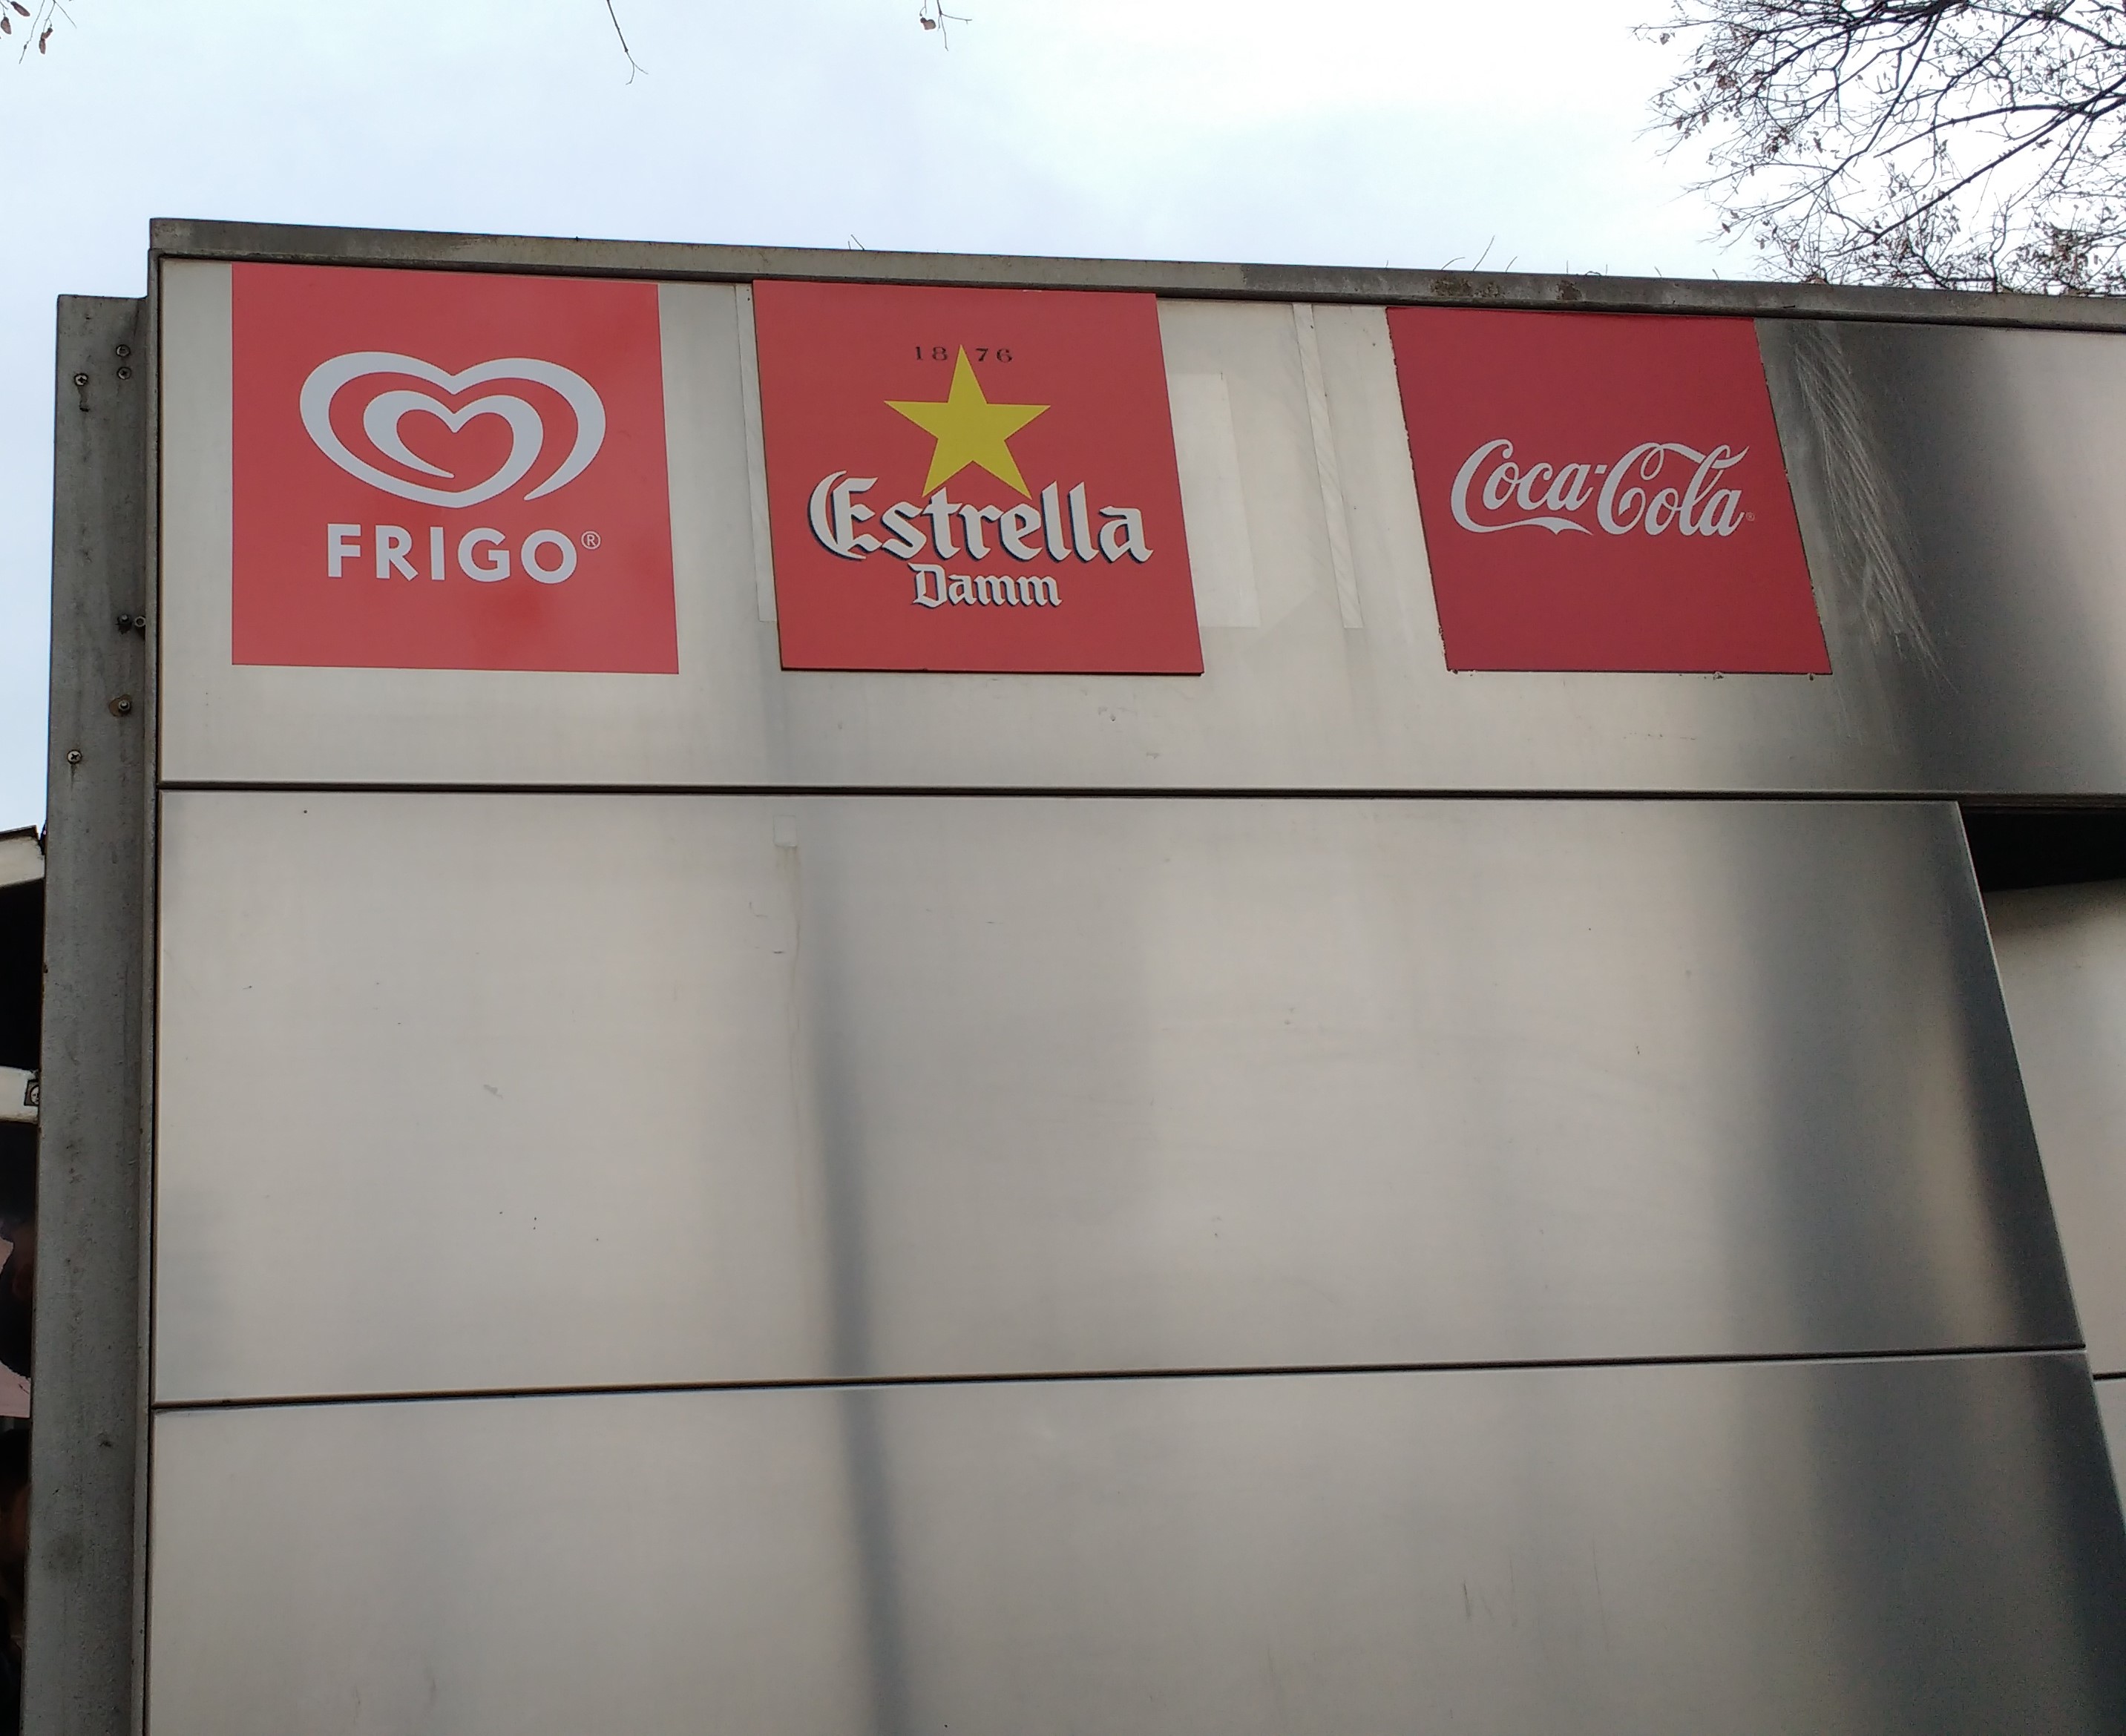 FRIGO®
18 76
Estrella
Damm
Coca-Cola®